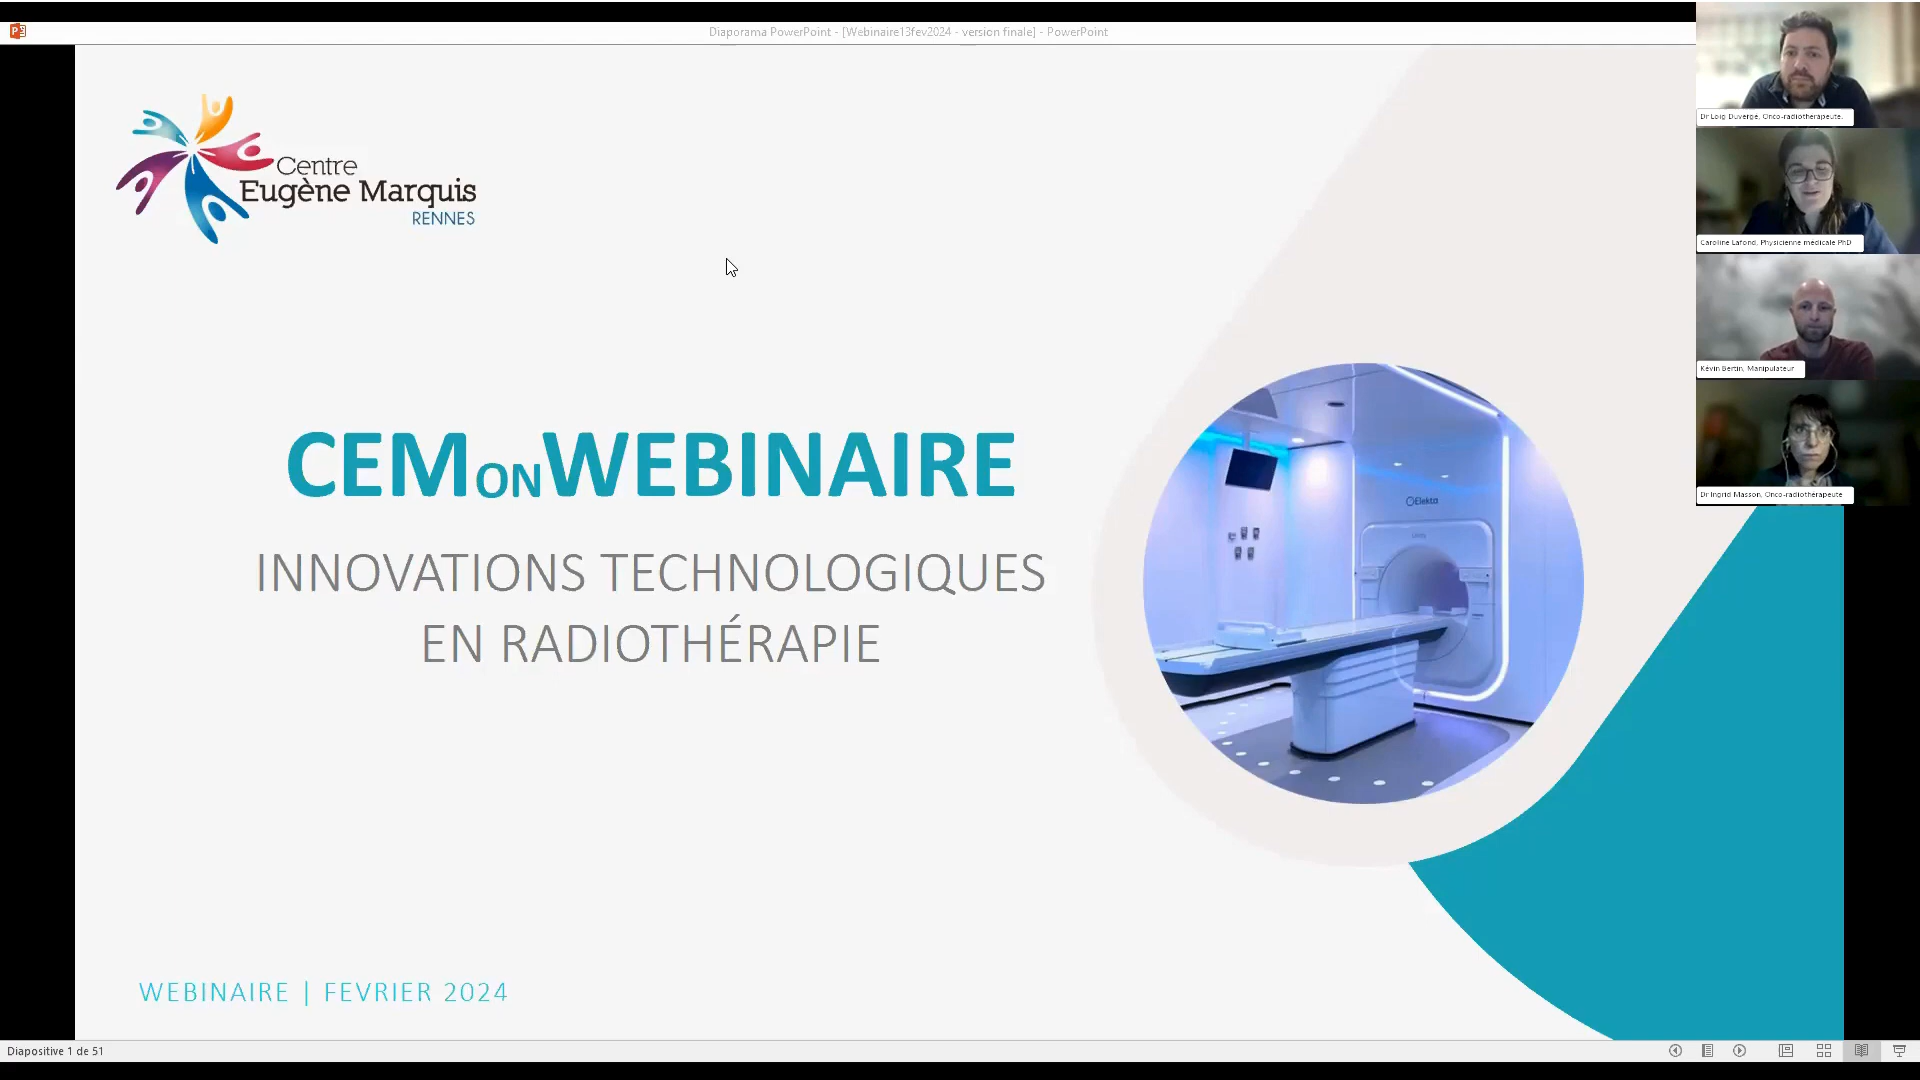 Diaporama PowerPoint - [Webinaire13fev2024 - version finale] - PowerPoint
Centre
Eugène Marquis
RENNES
CEMONWEBINAIRE
INNOVATIONS TECHNOLOGIQUES
EN RADIOTHÉRAPIE
Elekta
WEBINAIRE | FEVRIER 2024
Dr Loig Duvergé, Onco-radiothérapeute.
Caroline Lafond, Physicienne médicale PhD
Kévin Bertin, Manipulateur
Dr Ingrid Masson, Onco-radiothérapeute
Diapositive 1 de 51